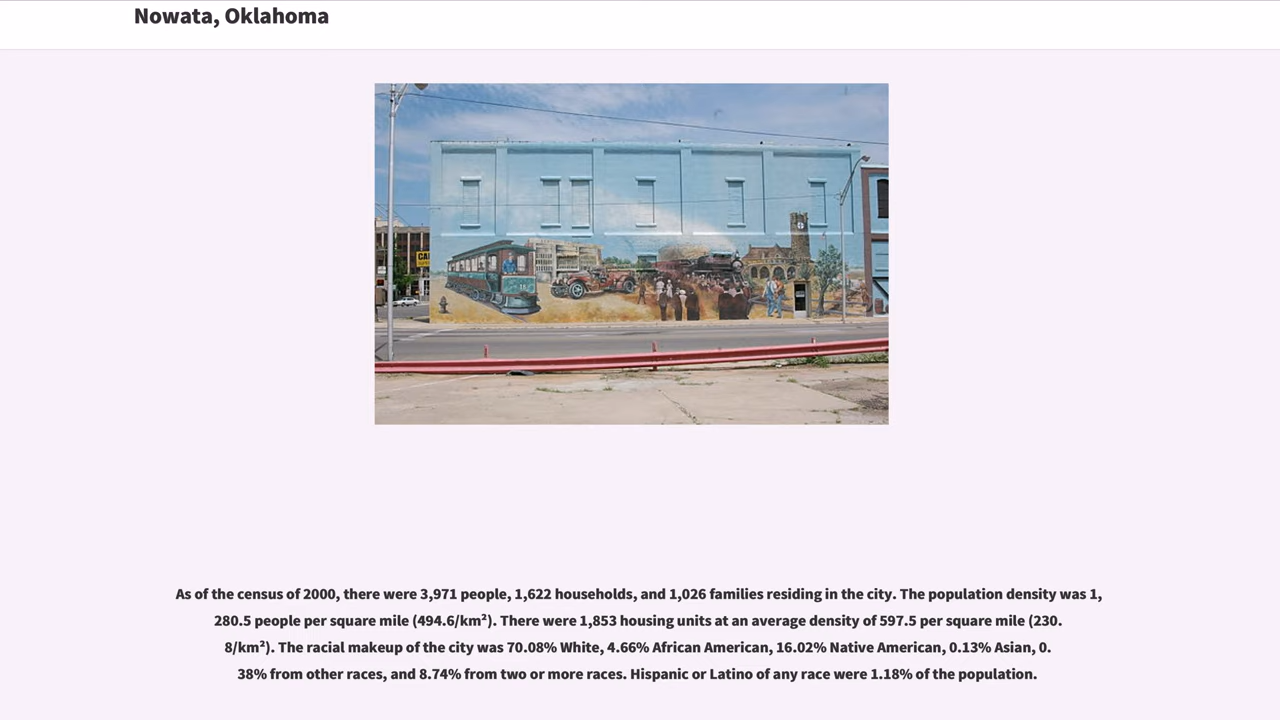 Nowata, Oklahoma
As of the census of 2000, there were 3,971 people, 1,622 households, and 1,026 families residing in the city. The population density was 1,
280.5 people per square mile (494.6/km²). There were 1,853 housing units at an average density of 597.5 per square mile (230.
8/km²). The racial makeup of the city was 70.08% White, 4.66% African American, 16.02% Native American, 0.13% Asian, 0.
38% from other races, and 8.74% from two or more races. Hispanic or Latino of any race were 1.18% of the population.